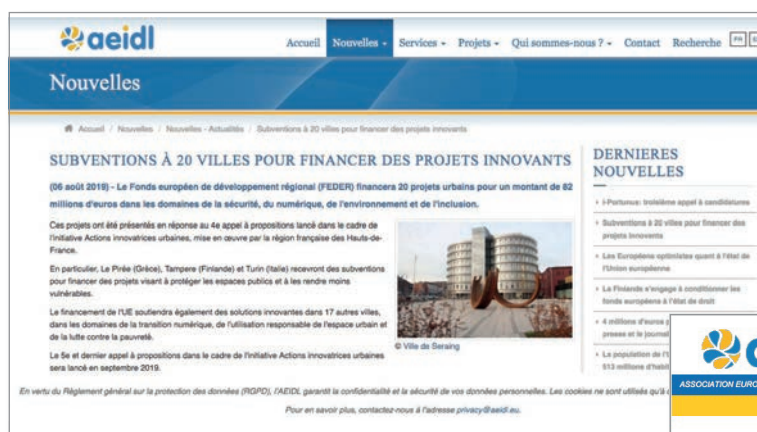 aeidl
Accueil Nouvelles Services Projets Qui sommes-nous ? Contact Recherche FR
Nouvelles
Accueil / Nouvelles / Nouvelles - Actualités / Subventions à 20 villes pour financer des projets innovants
SUBVENTIONS À 20 VILLES POUR FINANCER DES PROJETS INNOVANTS
(06 août 2019) - Le Fonds européen de développement régional (FEDER) financera 20 projets urbains pour un montant de 82
millions d'euros dans les domaines de la sécurité, du numérique, de l'environnement et de l'inclusion.
Ces projets ont été présentés en réponse au 4e appel à propositions lancé dans le cadre de
l'initiative Actions innovatrices urbaines, mise en œuvre par la région française des Hauts-de-
France.
En particulier, Le Pirée (Grèce), Tampere (Finlande) et Turin (Italie) recevront des subventions
pour financer des projets visant à protéger les espaces publics et à les rendre moins
vulnérables.
Le financement de l'UE soutiendra également des solutions innovantes dans 17 autres villes,
dans les domaines de la transition numérique, de l'utilisation responsable de l'espace urbain et
de la lutte contre la pauvreté.
Le 5e et dernier appel à propositions dans le cadre de l'initiative Actions innovatrices urbaines
sera lancé en septembre 2019.
© Ville de Seraing
DERNIERES
NOUVELLES
i-Portunus: troisième appel à candidatures
Subventions à 20 villes pour financer des
projets innovants
Les Européens optimistes quant à l'état de
l'Union européenne
La Finlande s'engage à conditionner les
fonds européens à l'état de droit
4 millions d'euros
presse et le journal
La population de l'
513 millions d'habi
En vertu du Règlement général sur la protection des données (RGPD), l'AEIDL garantit la confidentialité et la sécurité de vos données personnelles. Les cookies ne sont utilisés qu'à
Pour en savoir plus, contactez-nous à l'adresse privacy@aeidl.eu.
ASSOCIATION EURO